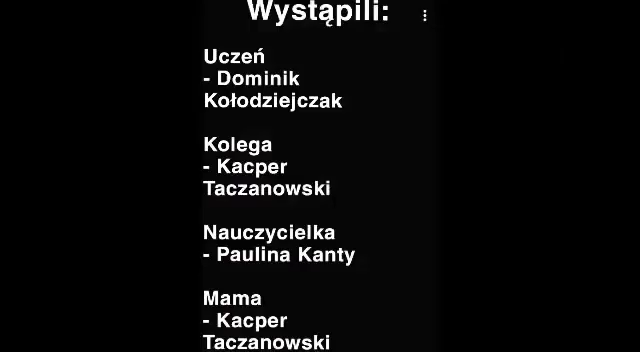 Wystąpili:
Uczeń
- Dominik
Kołodziejczak
Kolega
- Kacper
Taczanowski
Nauczycielka
- Paulina Kanty
Mama
- Kacper
Taczanowski